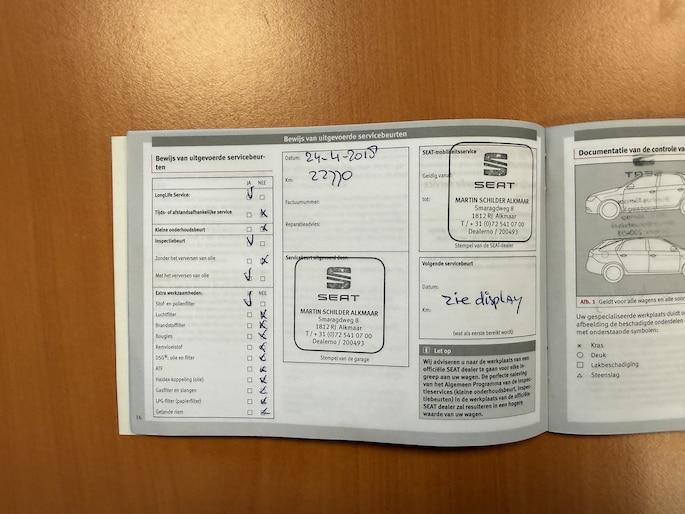 Bewijs van uitgevoerde servicebeurten
Bewijs van uitgevoerde servicebeur-
ten
JA NEE
LongLife Service:
Tijds- of afstandsafhankelijke service
Kleine onderhoudsbeurt
Inspectiebeurt
Zonder het verversen van olie
Met het verversen van olie
Extra werkzaamheden:
Stof- en pollenfilter
Luchtfilter
Brandstoffilter
Bougies
Remvloeistof
DSG®: olie en filter
ATF
Haldex koppeling (olie)
Gasfilter en slangen
LPG-filter (papierfilter)
Getande riem
16
Datum: 24-4-2018
Km: 22770
Factuurnummer:
Reparatieadvies:
Servicebeurt uitgevoerd door:
SEAT
MARTIN SCHILDER ALKMAAR
Smaragdweg 8
1812 RJ Alkmaar
T / + 31 (0)72 541 07 00
Dealerno / 200493
Stempel van de garage
SEAT-mobiliteitsservice
Geldig vanaf:
tot:
SEAT
MARTIN SCHILDER ALKMAAR
Smaragdweg 8
1812 RJ Alkmaar
T / + 31 (0)72 541 07 00
Dealerno / 200493
Stempel van de SEAT-dealer
Volgende servicebeurt
Datum:
Km: zie display
(wat als eerste bereikt wordt)
Let op
Wij adviseren u naar de werkplaats van een
officiële SEAT dealer te gaan voor elke in-
greep aan uw wagen. De perfecte naleving
van het Algemeen Programma van de Inspec-
tieservices (kleine onderhoudsbeurt, inspec-
tiebeurten) in de werkplaats van de officiële
SEAT dealer zal resulteren in een hogere
waarde van uw wagen.
Documentatie van de controle va
Afb. 1 Geldt voor alle wagens en alle soor
Uw gespecialiseerde werkplaats duidt o
afbeelding de beschadigde onderdelen
met ondertstaande symbolen:
× Kras
○ Deuk
□ Lakbeschadiging
△ Steenslag